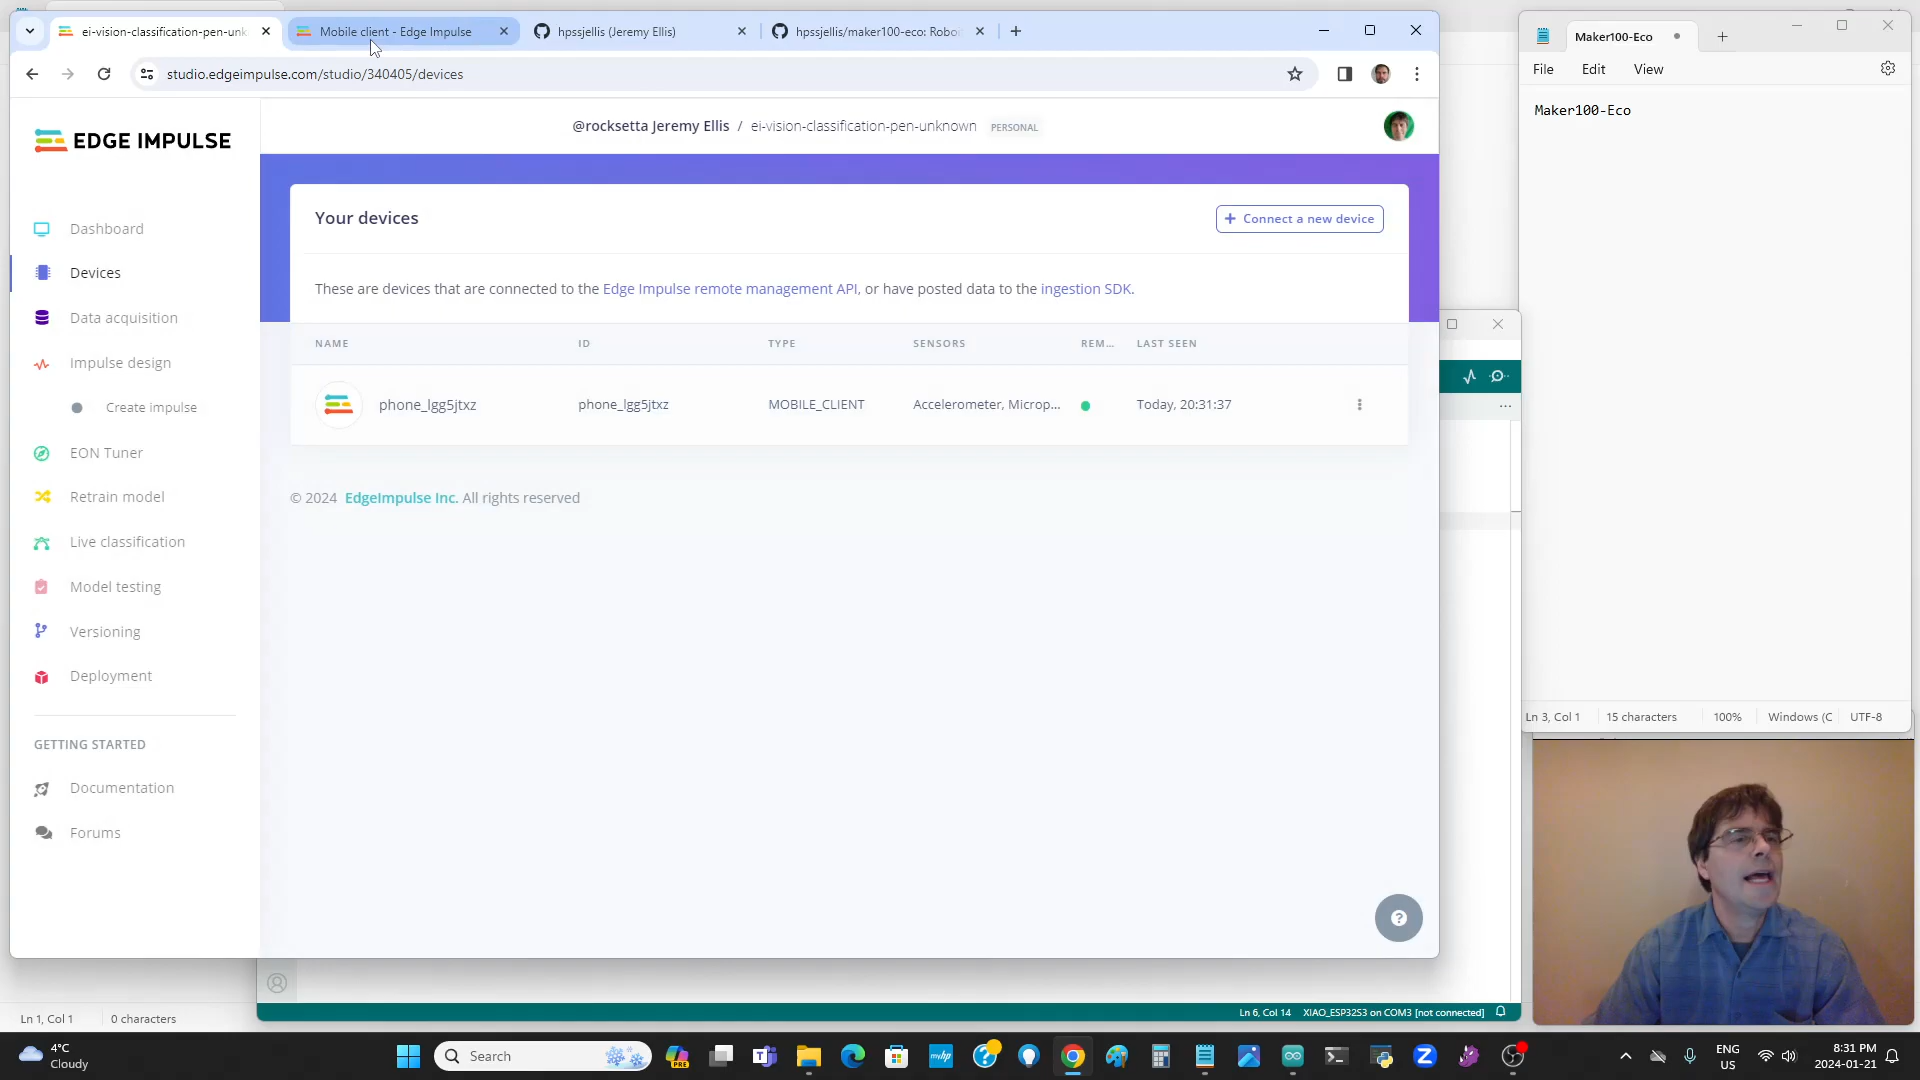 ei-vision-classification-pen-unk
Mobile client - Edge Impulse
hpssjellis (Jeremy Ellis)
hpssjellis/maker100-eco: Robo
studio.edgeimpulse.com/studio/340405/devices
EDGE IMPULSE
@rocksetta Jeremy Ellis / ei-vision-classification-pen-unknown PERSONAL
Dashboard
Devices
Data acquisition
Impulse design
Create impulse
EON Tuner
Retrain model
Live classification
Model testing
Versioning
Deployment
GETTING STARTED
Documentation
Forums
Your devices
+ Connect a new device
These are devices that are connected to the Edge Impulse remote management API, or have posted data to the ingestion SDK.
NAME ID TYPE SENSORS REM... LAST SEEN
phone_lgg5jtxz phone_lgg5jtxz MOBILE_CLIENT Accelerometer, Microp... Today, 20:31:37
© 2024 EdgeImpulse Inc. All rights reserved
?
Maker100-Eco
File Edit View
Maker100-Eco
Ln 3, Col 1 15 characters 100% Windows (C UTF-8
Ln 1, Col 1 0 characters
Ln 6, Col 14 XIAO_ESP32S3 on COM3 [not connected]
4°C
Cloudy
Search
PRE
myhp
Z
ENG
US
8:31 PM
2024-01-21